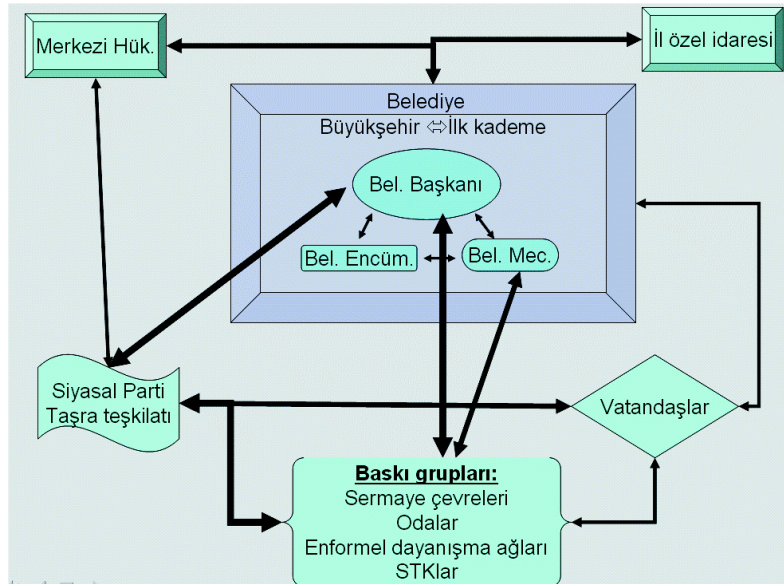 Merkezi Hük.
İl özel idaresi
Belediye
Büyükşehir ⇔İlk kademe
Bel. Başkanı
Bel. Encüm.
Bel. Mec.
Siyasal Parti
Taşra teşkilatı
Vatandaşlar
Baskı grupları:
Sermaye çevreleri
Odalar
Enformel dayanışma ağları
STKlar